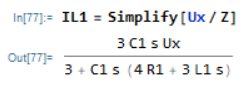 In[77]:= IL1 = Simplify[Ux / Z]
3 C1 s Ux
Out[77]=
3 + C1 s (4 R1 + 3 L1 s)